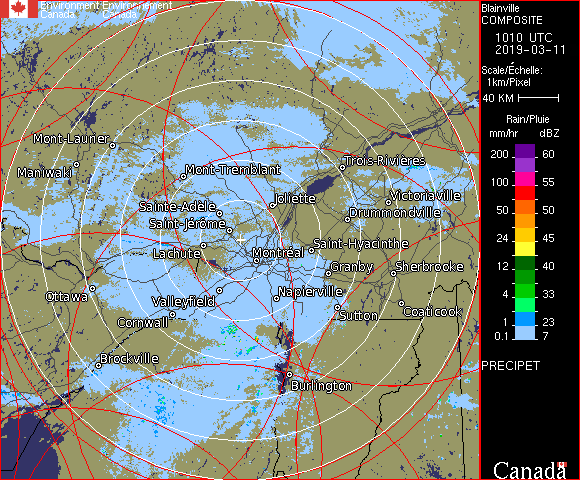 Environment Environnement
Canada Canada
Blainville
COMPOSITE
1010 UTC
2019-03-11
Scale/Échelle:
1km/Pixel
40 KM
Rain/Pluie
mm/hr dBZ
200 60
100 55
50 50
24 45
12 40
4 33
1 23
0.1 7
PRECIPET
Canada
Mont-Laurier
Maniwaki
Mont-Tremblant
Trois-Rivières
Sainte-Adèle
Joliette
Victoriaville
Saint-Jérôme
Drummondville
Lachute
Montréal
Saint-Hyacinthe
Granby
Sherbrooke
Ottawa
Valleyfield
Napierville
Cornwall
Sutton
Coaticook
Brockville
Burlington